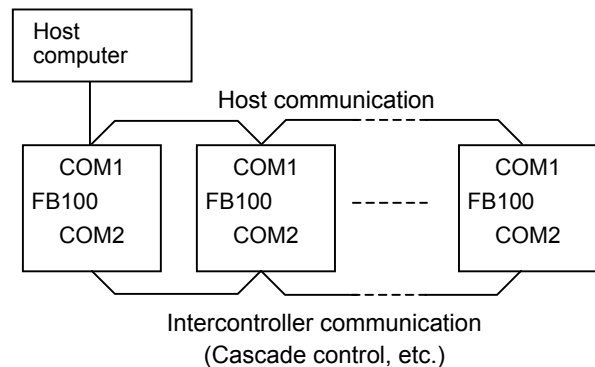 Host
computer
Host communication
COM1
FB100
COM2
COM1
FB100
COM2
COM1
FB100
COM2
Intercontroller communication
(Cascade control, etc.)